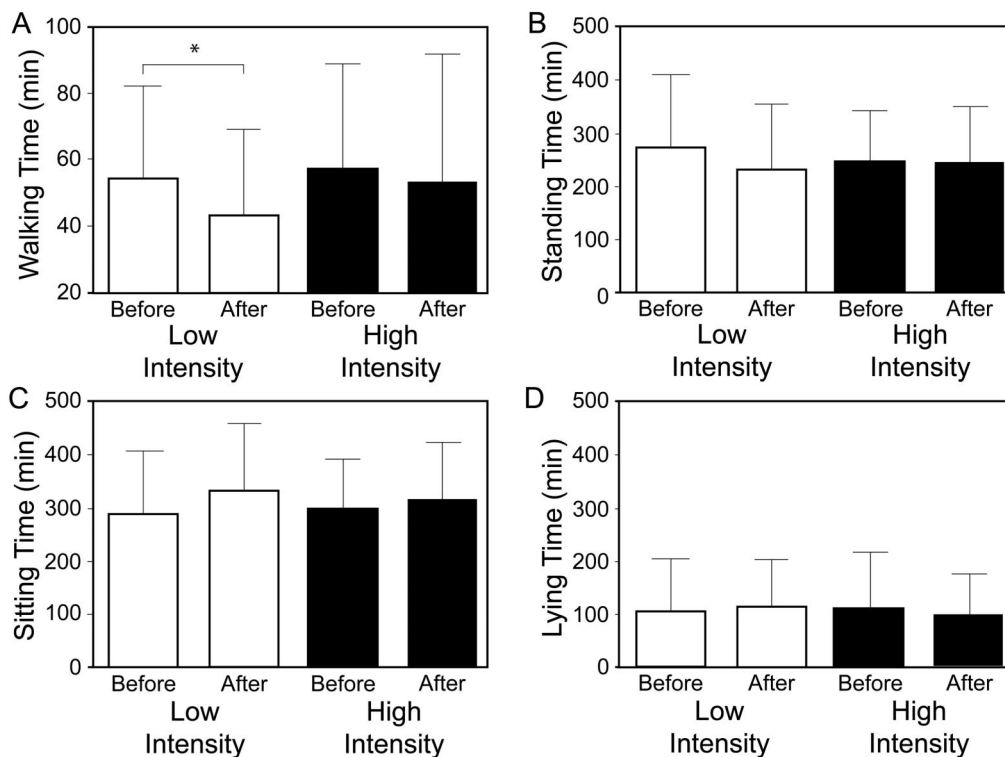 A
Walking Time (min)
100
80
60
40
20
*
Before After Before After
Low High
Intensity Intensity
B
Standing Time (min)
500
400
300
200
100
0
Before After Before After
Low High
Intensity Intensity
C
Sitting Time (min)
500
400
300
200
100
0
Before After Before After
Low High
Intensity Intensity
D
Lying Time (min)
500
400
300
200
100
0
Before After Before After
Low High
Intensity Intensity